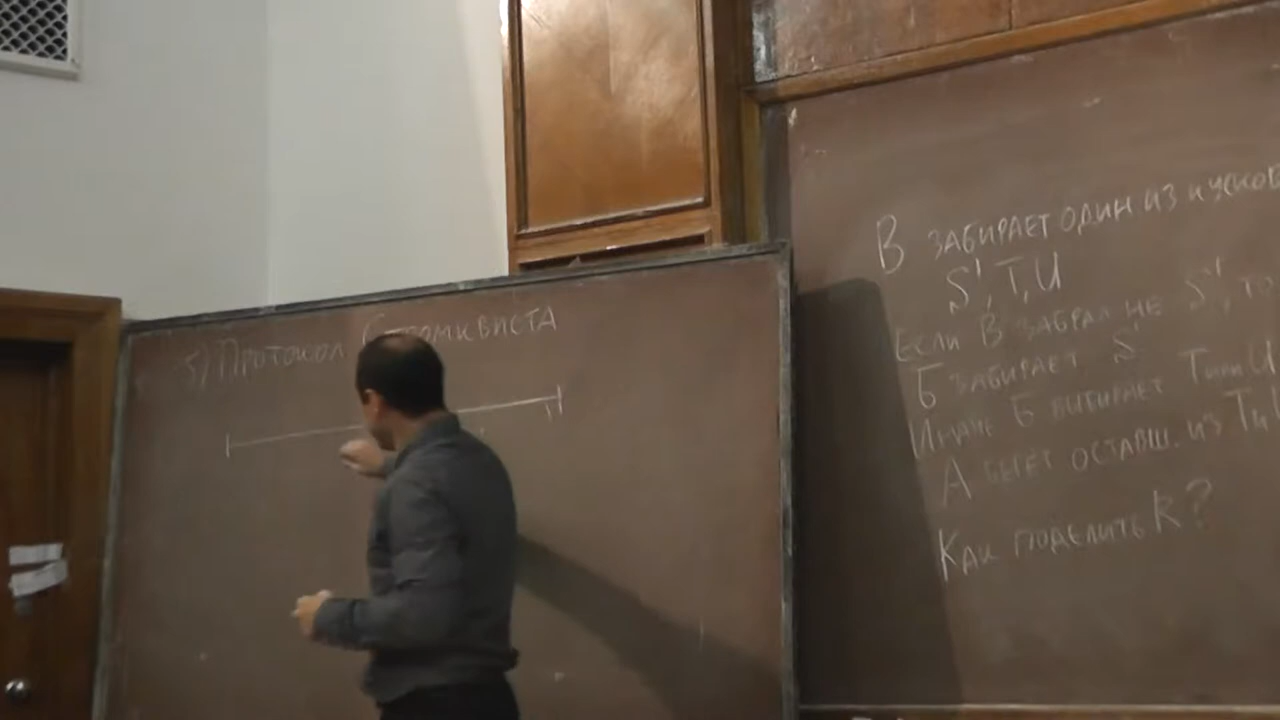 5) Протокол Стромквиста
В забирает один из кусков
S', T, U
Если В забрал не S', то
Б забирает S'
Иначе Б выбирает T или U
А берет оставш. из T и U
Как поделить R?